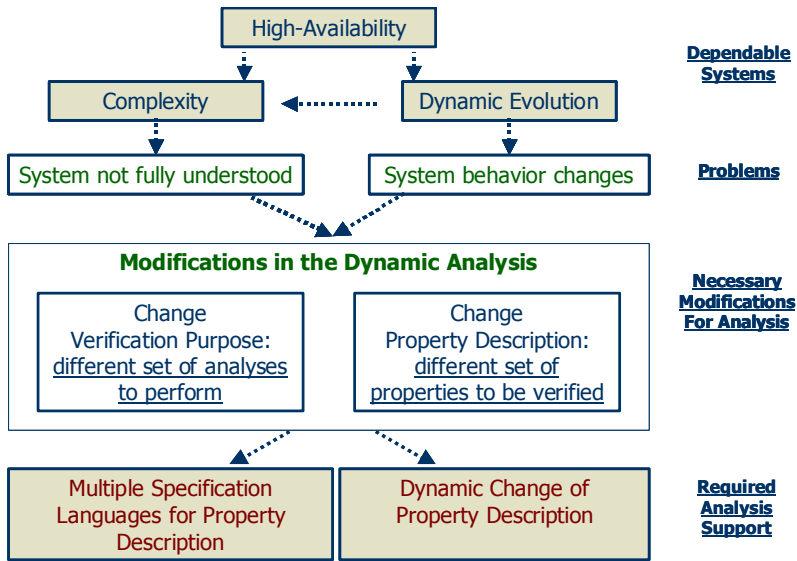 High-Availability
Dependable
Systems
Complexity
Dynamic Evolution
System not fully understood
System behavior changes
Problems
Modifications in the Dynamic Analysis
Change
Verification Purpose:
different set of analyses
to perform
Change
Property Description:
different set of
properties to be verified
Necessary
Modifications
For Analysis
Multiple Specification
Languages for Property
Description
Dynamic Change of
Property Description
Required
Analysis
Support